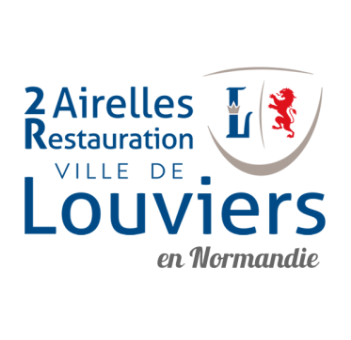 2 Airelles
Restauration
L
VILLE DE
Louviers
en Normandie